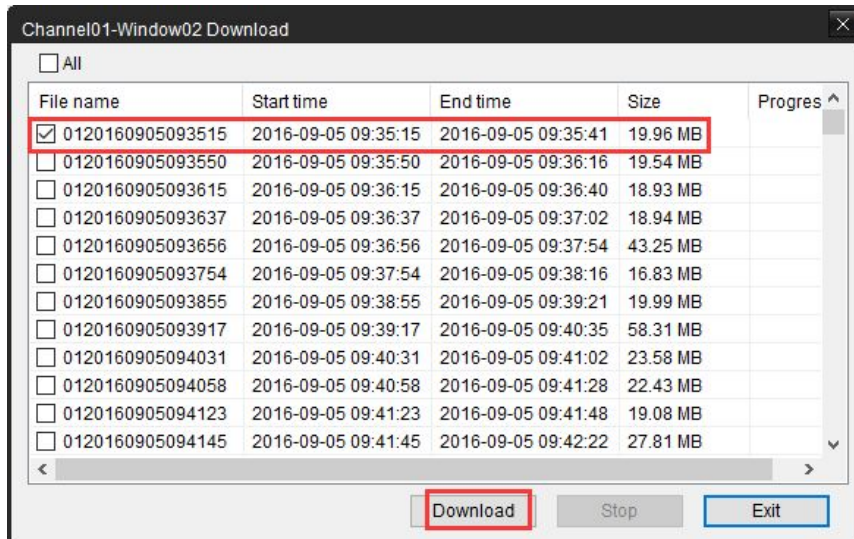 Channel01-Window02 Download
All
File name Start time End time Size Progres
0120160905093515 2016-09-05 09:35:15 2016-09-05 09:35:41 19.96 MB
0120160905093550 2016-09-05 09:35:50 2016-09-05 09:36:16 19.54 MB
0120160905093615 2016-09-05 09:36:15 2016-09-05 09:36:40 18.93 MB
0120160905093637 2016-09-05 09:36:37 2016-09-05 09:37:02 18.94 MB
0120160905093656 2016-09-05 09:36:56 2016-09-05 09:37:54 43.25 MB
0120160905093754 2016-09-05 09:37:54 2016-09-05 09:38:16 16.83 MB
0120160905093855 2016-09-05 09:38:55 2016-09-05 09:39:21 19.99 MB
0120160905093917 2016-09-05 09:39:17 2016-09-05 09:40:35 58.31 MB
0120160905094031 2016-09-05 09:40:31 2016-09-05 09:41:02 23.58 MB
0120160905094058 2016-09-05 09:40:58 2016-09-05 09:41:28 22.43 MB
0120160905094123 2016-09-05 09:41:23 2016-09-05 09:41:48 19.08 MB
0120160905094145 2016-09-05 09:41:45 2016-09-05 09:42:22 27.81 MB
Download Stop Exit